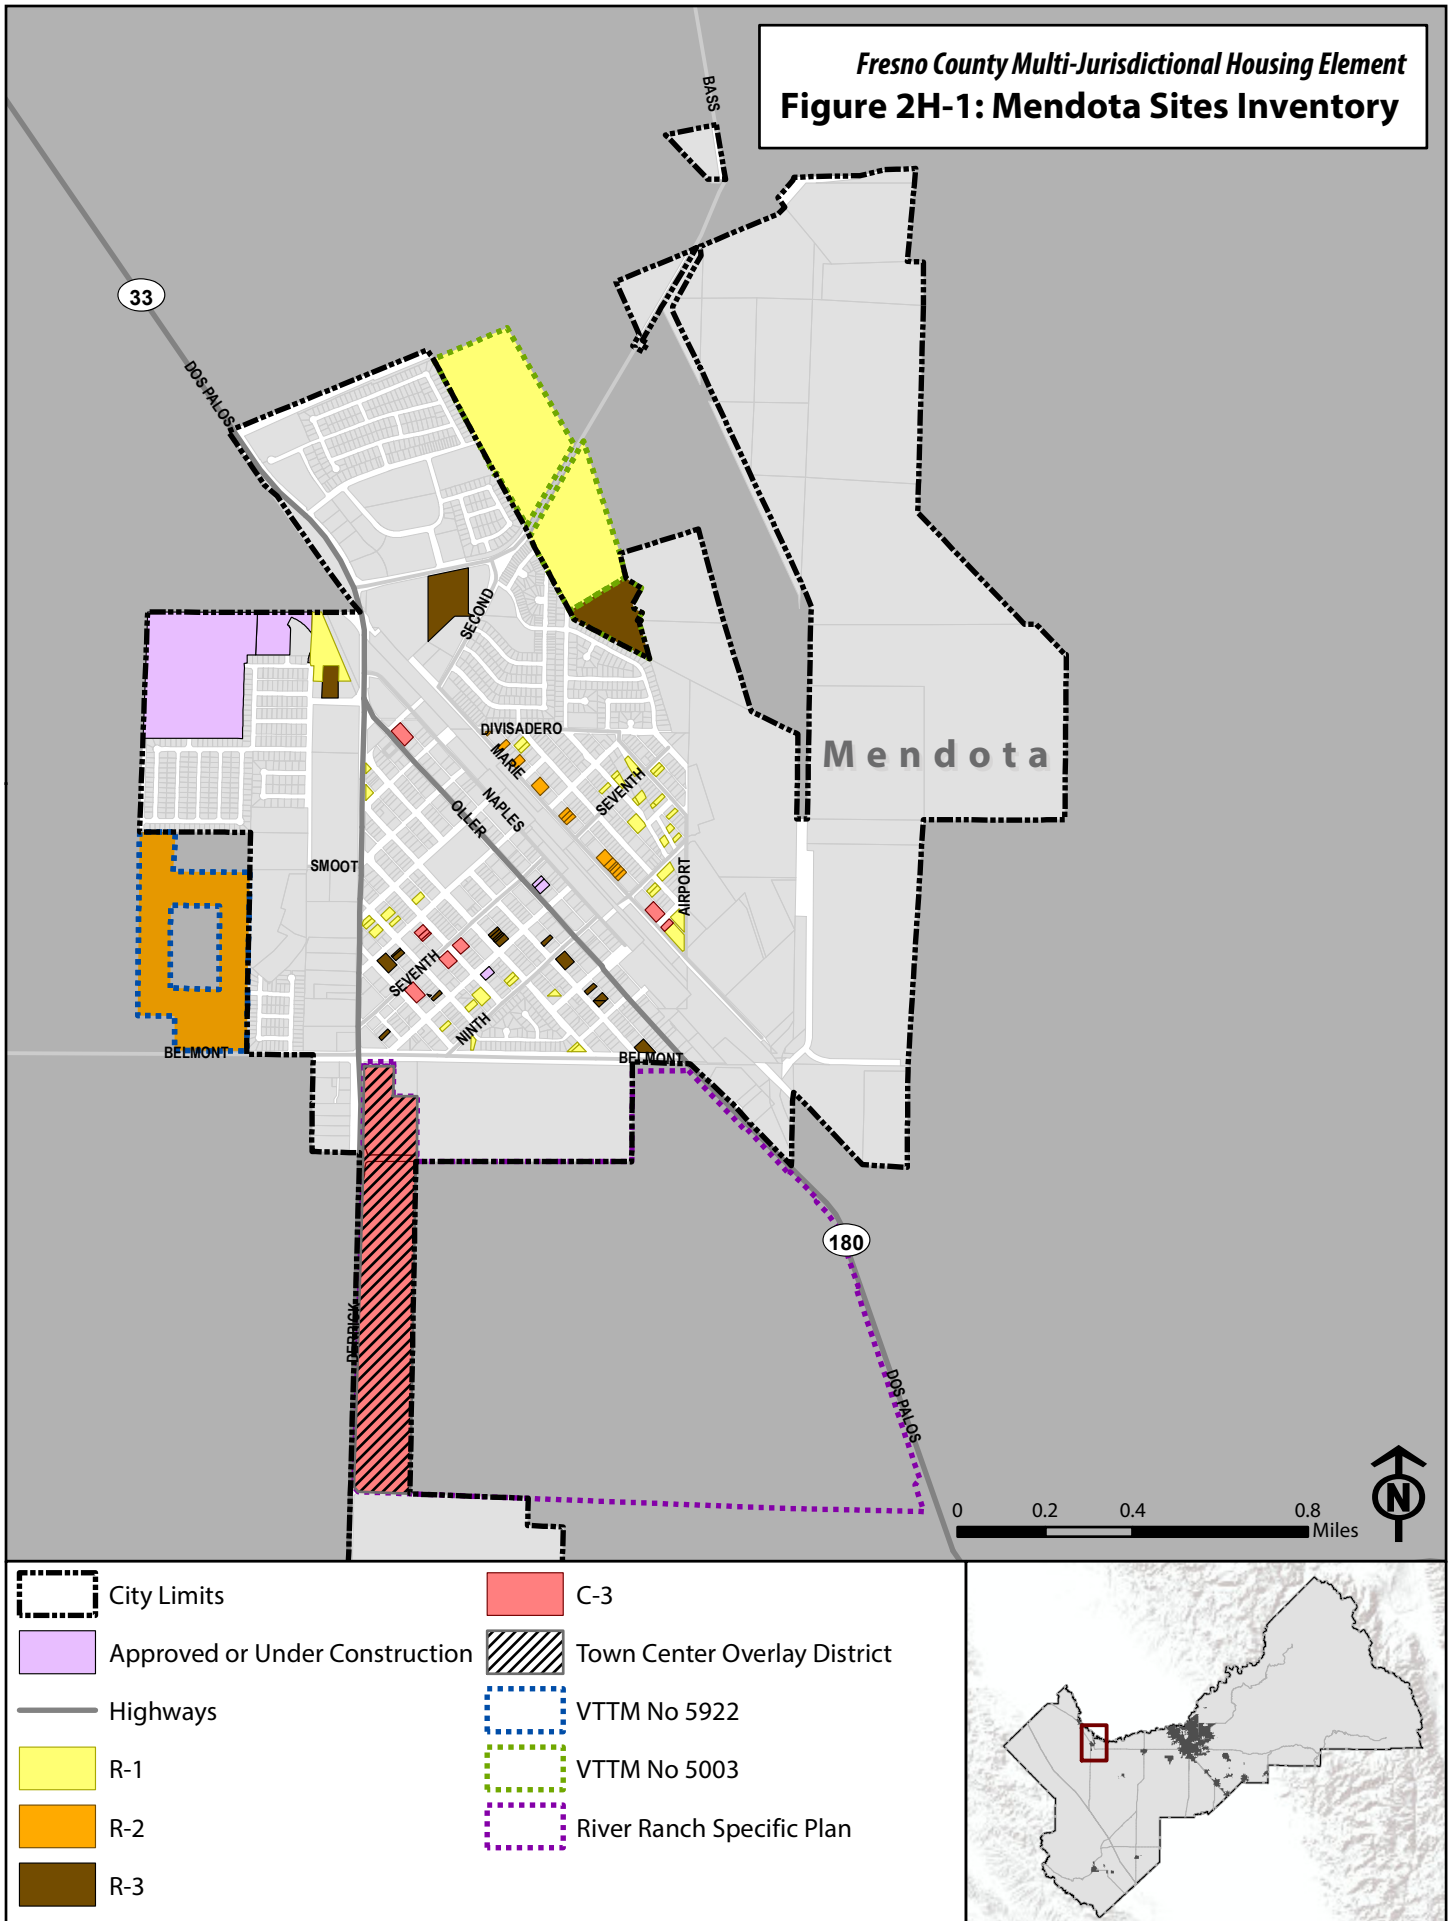 Fresno County Multi-Jurisdictional Housing Element
Figure 2H-1: Mendota Sites Inventory
BASS
33
DOS PALOS
SECOND
DIVISADERO
MARIE
Mendota
NAPLES
SEVENTH
OLLER
SMOOT
AIRPORT
SEVENTH
NINTH
BELMONT
BELMONT
180
DERRICK
DOS PALOS
N
0 0.2 0.4 0.8
Miles
City Limits
Approved or Under Construction
Highways
R-1
R-2
R-3
C-3
Town Center Overlay District
VTTM No 5922
VTTM No 5003
River Ranch Specific Plan